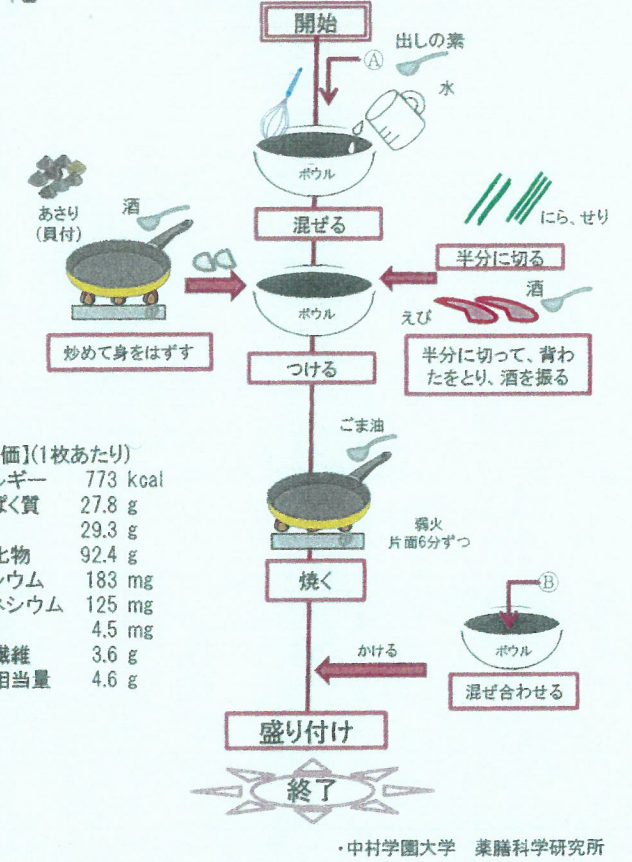 開始
Ⓐ
出しの素
水
ボウル
あさり
(貝付)
酒
混ぜる
にら、せり
半分に切る
ボウル
酒
えび
炒めて身をはずす
つける
半分に切って、背わ
たをとり、酒を振る
ごま油
価】(1枚あたり)
ルギー 773 kcal
ぱく質 27.8 g
29.3 g
化物 92.4 g
シウム 183 mg
ネシウム 125 mg
4.5 mg
繊維 3.6 g
相当量 4.6 g
弱火
片面6分ずつ
焼く
Ⓑ
かける
ボウル
混ぜ合わせる
盛り付け
終了
・中村学園大学 薬膳科学研究所